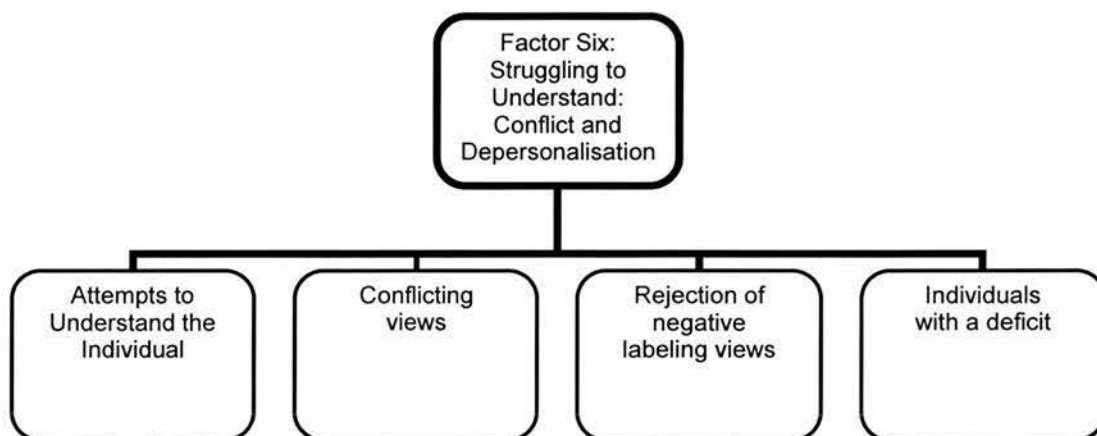 Factor Six:
Struggling to
Understand:
Conflict and
Depersonalisation
Attempts to
Understand the
Individual
Conflicting
views
Rejection of
negative
labeling views
Individuals
with a deficit